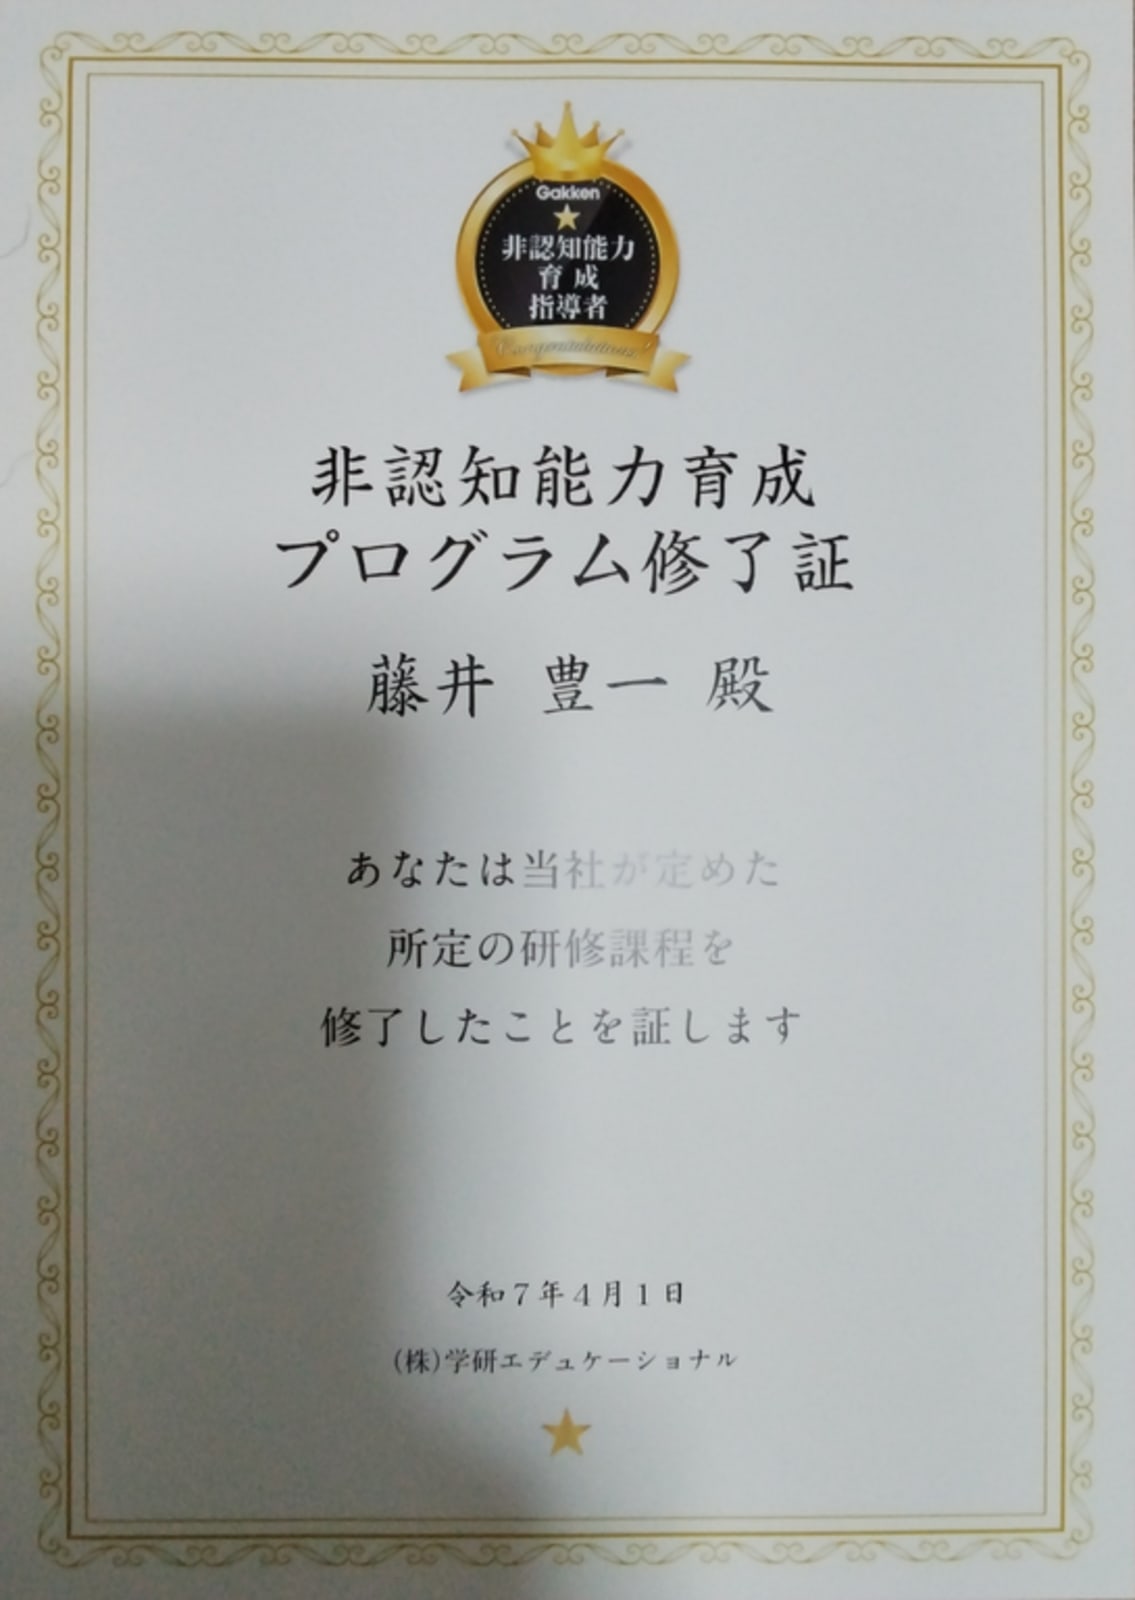 Gakken
非認知能力
育成
指導者
Congratulations!
非認知能力育成
プログラム修了証
藤井 豊一 殿
あなたは当社が定めた
所定の研修課程を
修了したことを証します
令和7年4月1日
(株)学研エデュケーショナル